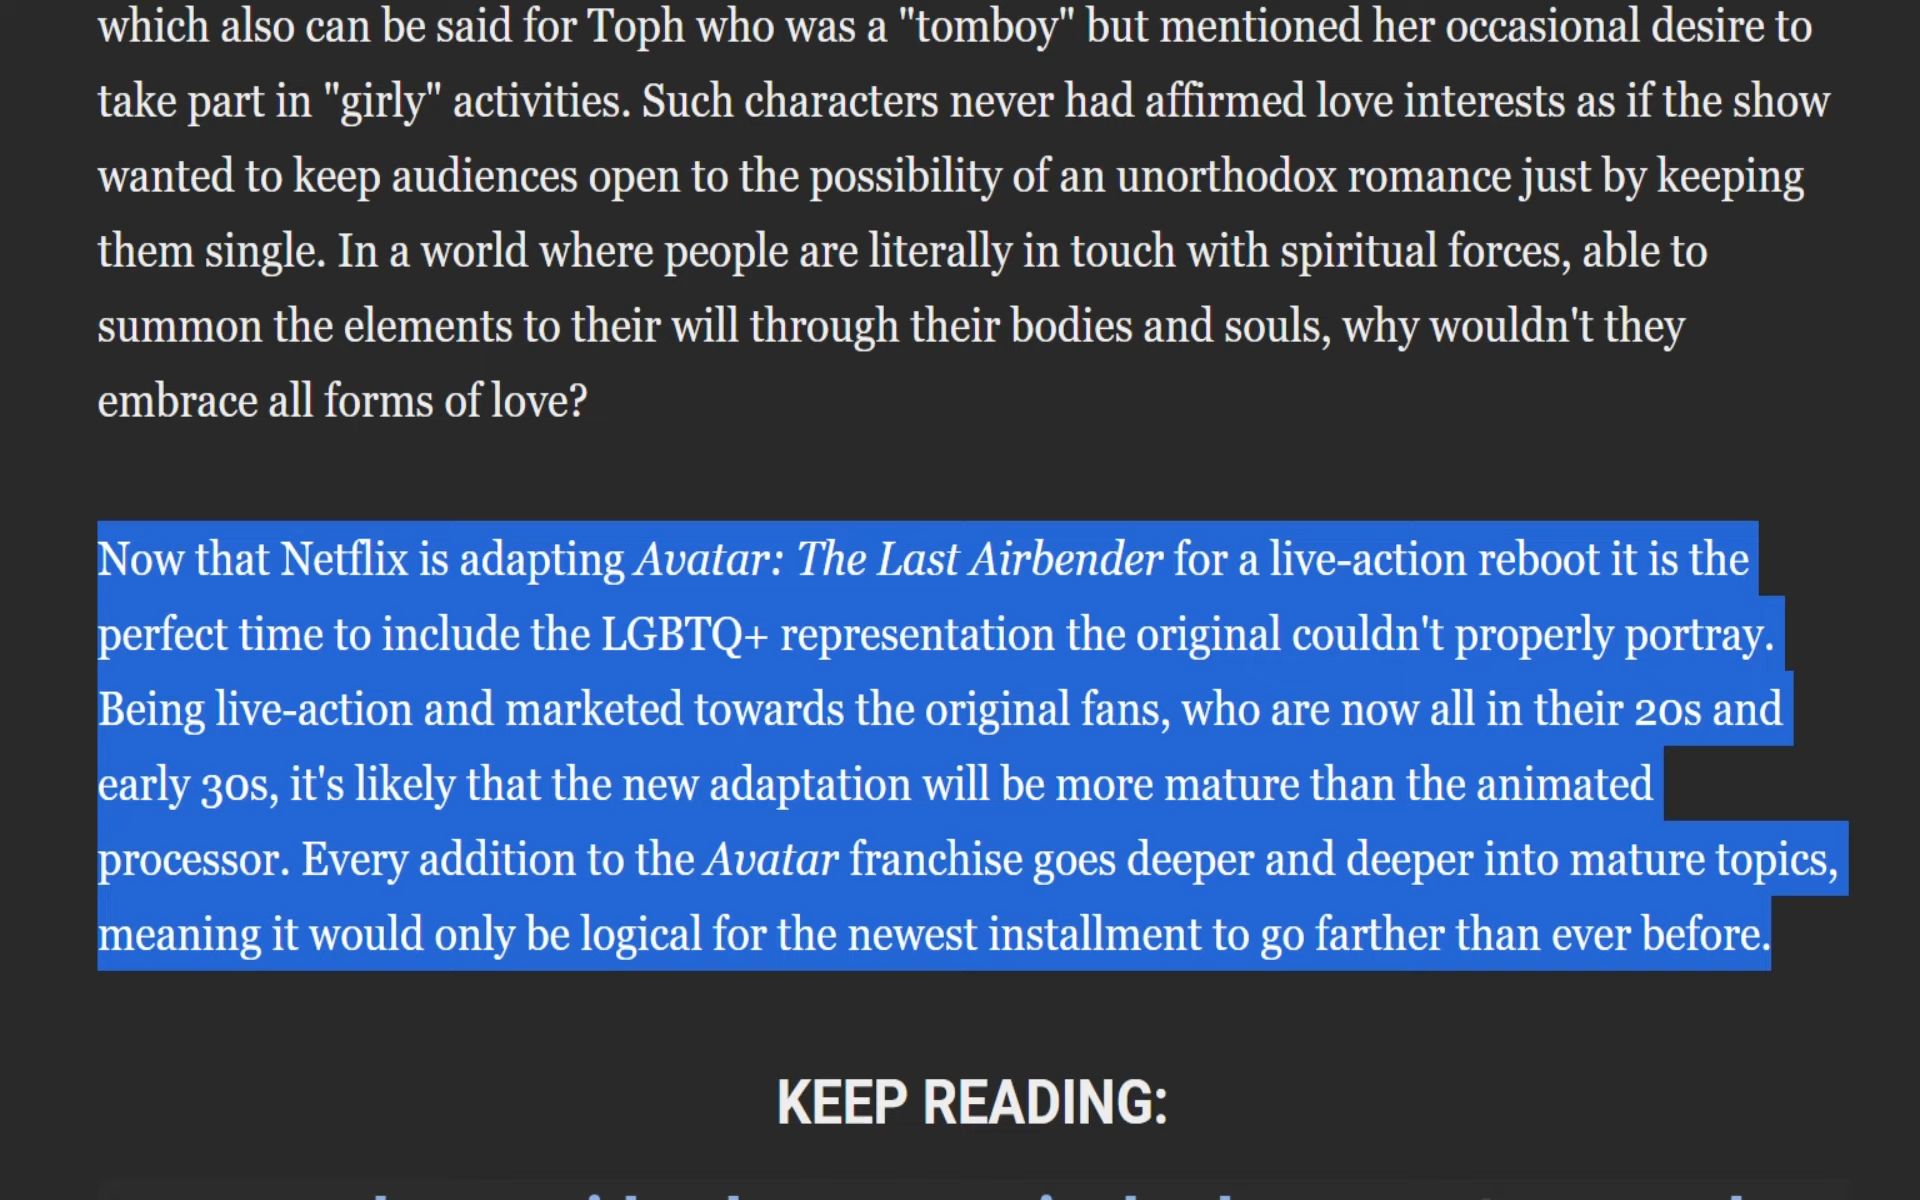 which also can be said for Toph who was a "tomboy" but mentioned her occasional desire to
take part in "girly" activities. Such characters never had affirmed love interests as if the show
wanted to keep audiences open to the possibility of an unorthodox romance just by keeping
them single. In a world where people are literally in touch with spiritual forces, able to
summon the elements to their will through their bodies and souls, why wouldn't they
embrace all forms of love?
Now that Netflix is adapting Avatar: The Last Airbender for a live-action reboot it is the
perfect time to include the LGBTQ+ representation the original couldn't properly portray.
Being live-action and marketed towards the original fans, who are now all in their 20s and
early 30s, it's likely that the new adaptation will be more mature than the animated
processor. Every addition to the Avatar franchise goes deeper and deeper into mature topics,
meaning it would only be logical for the newest installment to go farther than ever before.
KEEP READING: